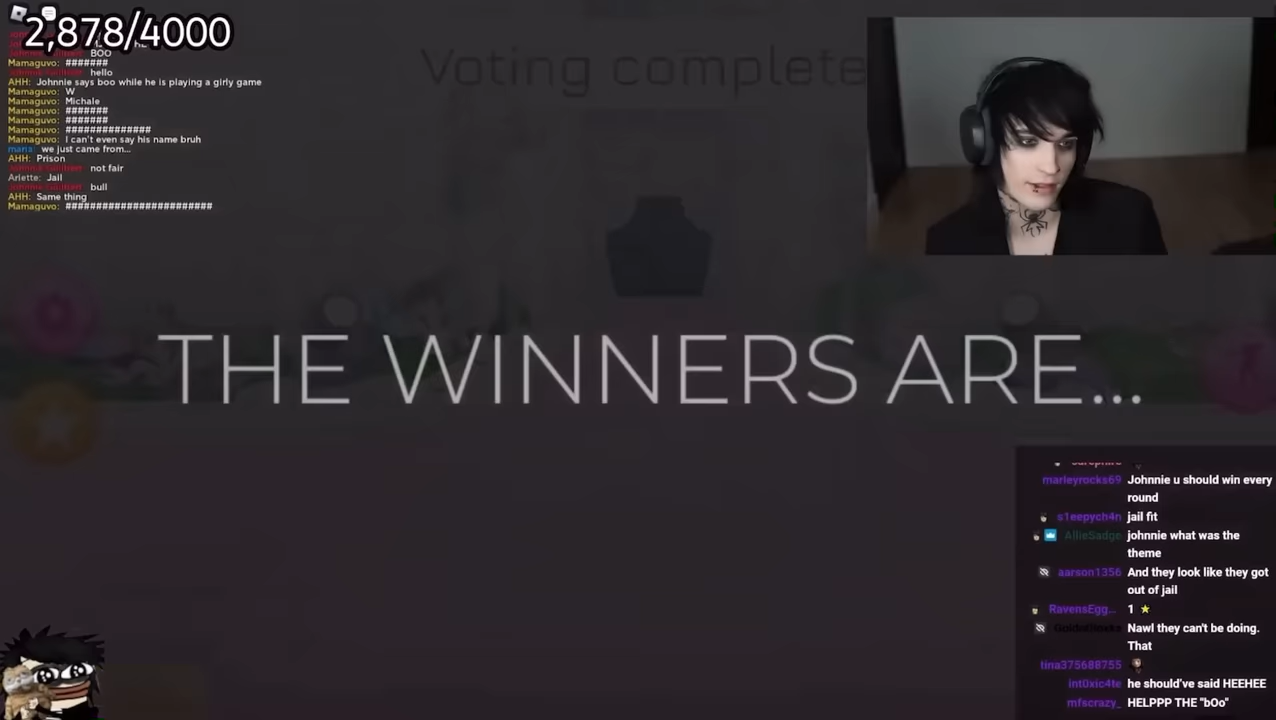 2,878/4000
BOO
Mamaguvo: #######
hello
AHH: Johnnie says boo while he is playing a girly game
Mamaguvo: W
Mamaguvo: Michale
Mamaguvo: #######
Mamaguvo: #######
Mamaguvo: ##############
Mamaguvo: I can't even say his name bruh
maria: we just came from...
AHH: Prison
not fair
Arlette: Jail
bull
AHH: Same thing
Mamaguvo: ########################
Voting complete
THE WINNERS ARE...
marleyrocks69 Johnnie u should win every
round
s1eepych4n jail fit
AllieSadge johnnie what was the
theme
aarson1356 And they look like they got
out of jail
RavensEgg... 1
Nawl they can't be doing.
That
tina375688755
int0xic4te he should've said HEEHEE
mfscrazy_ HELPPP THE "bOo"